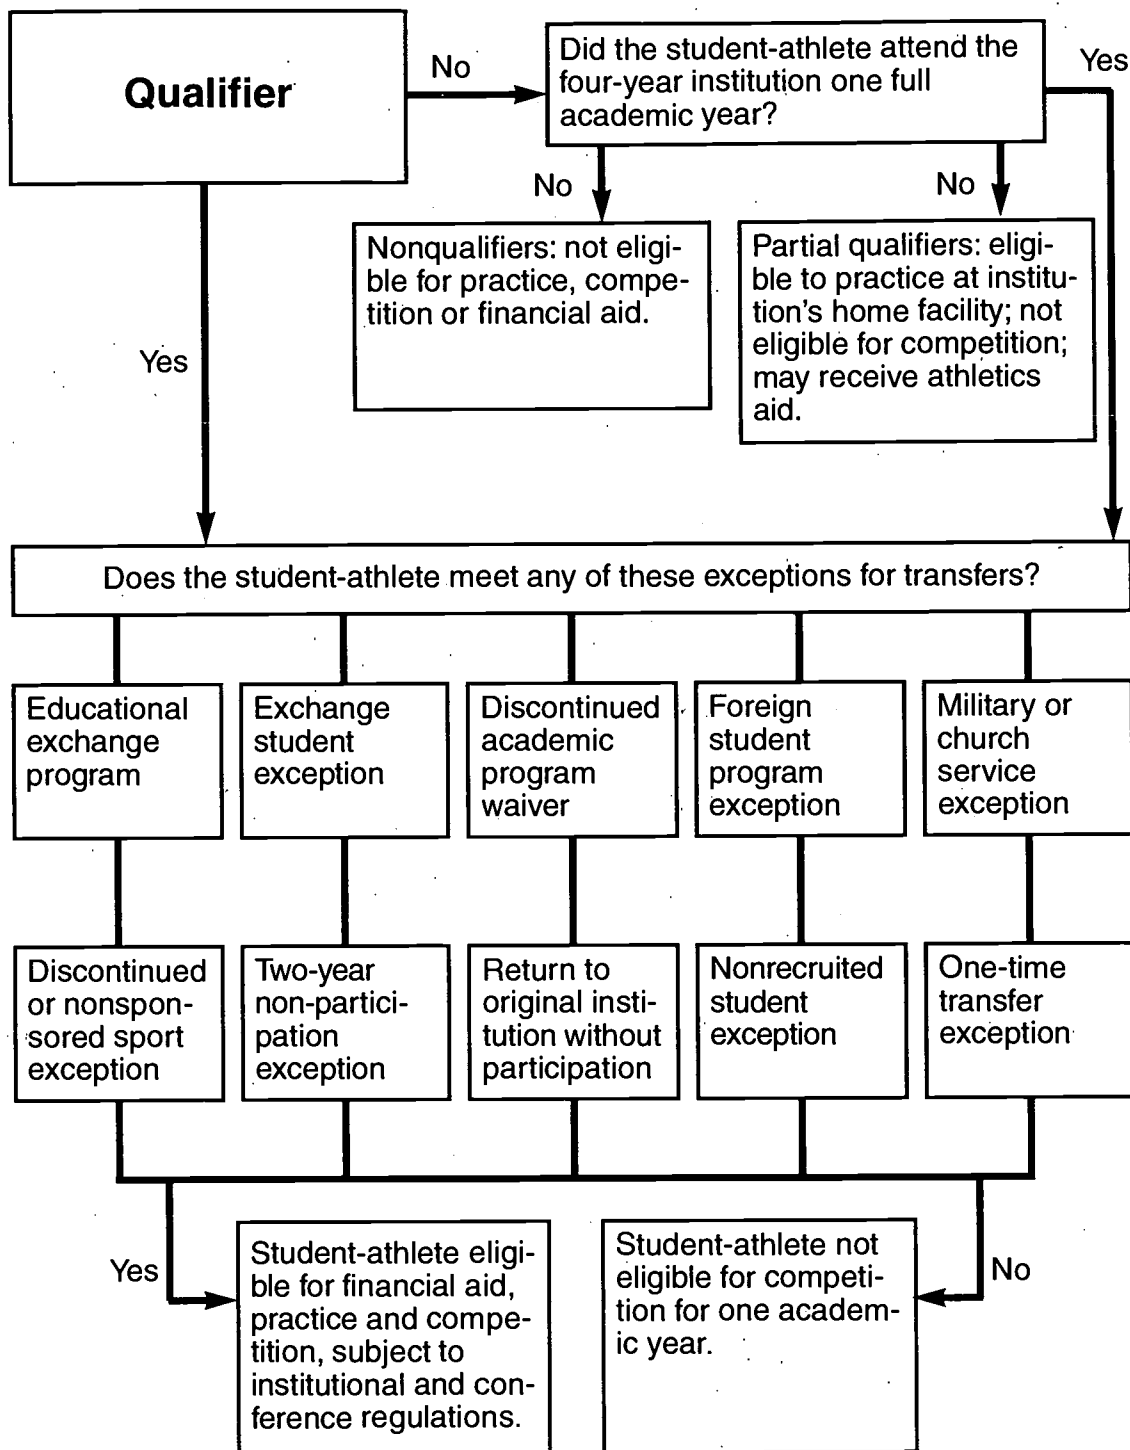 Qualifier
No
Did the student-athlete attend the
four-year institution one full
academic year?
Yes
No
No
Nonqualifiers: not eligi-
ble for practice, compe-
tition or financial aid.
Partial qualifiers: eligi-
ble to practice at institu-
tion's home facility; not
eligible for competition;
may receive athletics
aid.
Yes
Does the student-athlete meet any of these exceptions for transfers?
Educational
exchange
program
Exchange
student
exception
Discontinued
academic
program
waiver
Foreign
student
program
exception
Military or
church
service
exception
Discontinued
or nonspon-
sored sport
exception
Two-year
non-partici-
pation
exception
Return to
original insti-
tution without
participation
Nonrecruited
student
exception
One-time
transfer
exception
Yes
Student-athlete eligi-
ble for financial aid,
practice and compe-
tition, subject to
institutional and con-
ference regulations.
Student-athlete not
eligible for competi-
tion for one academ-
ic year.
No